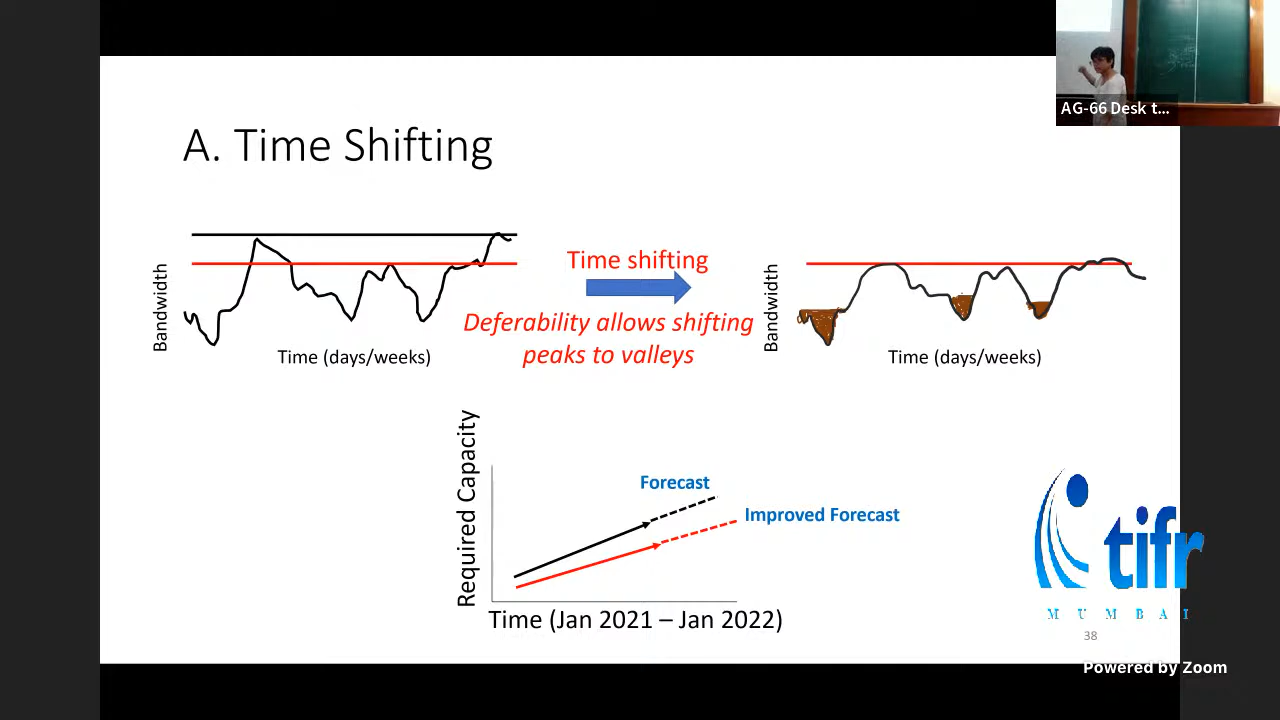 AG-66 Desk t...
A. Time Shifting
Bandwidth
Time (days/weeks)
Time shifting
Deferability allows shifting
peaks to valleys
Bandwidth
Time (days/weeks)
Required Capacity
Forecast
Improved Forecast
Time (Jan 2021 – Jan 2022)
tifr
MUMBAI
38
Powered by Zoom